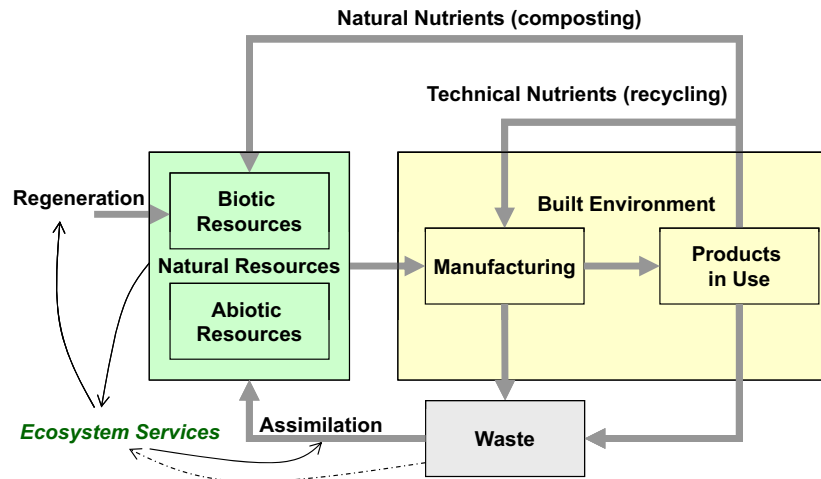 Natural Nutrients (composting)
Technical Nutrients (recycling)
Regeneration
Biotic
Resources
Natural Resources
Abiotic
Resources
Built Environment
Manufacturing
Products
in Use
Ecosystem Services
Assimilation
Waste